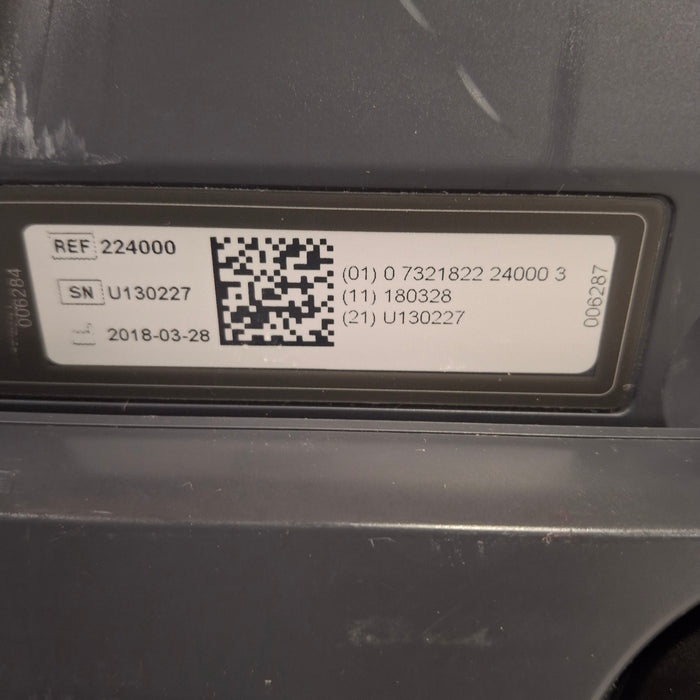 REF 224000
SN U130227
2018-03-28
(01) 0 7321822 24000 3
(11) 180328
(21) U130227
006287
006284